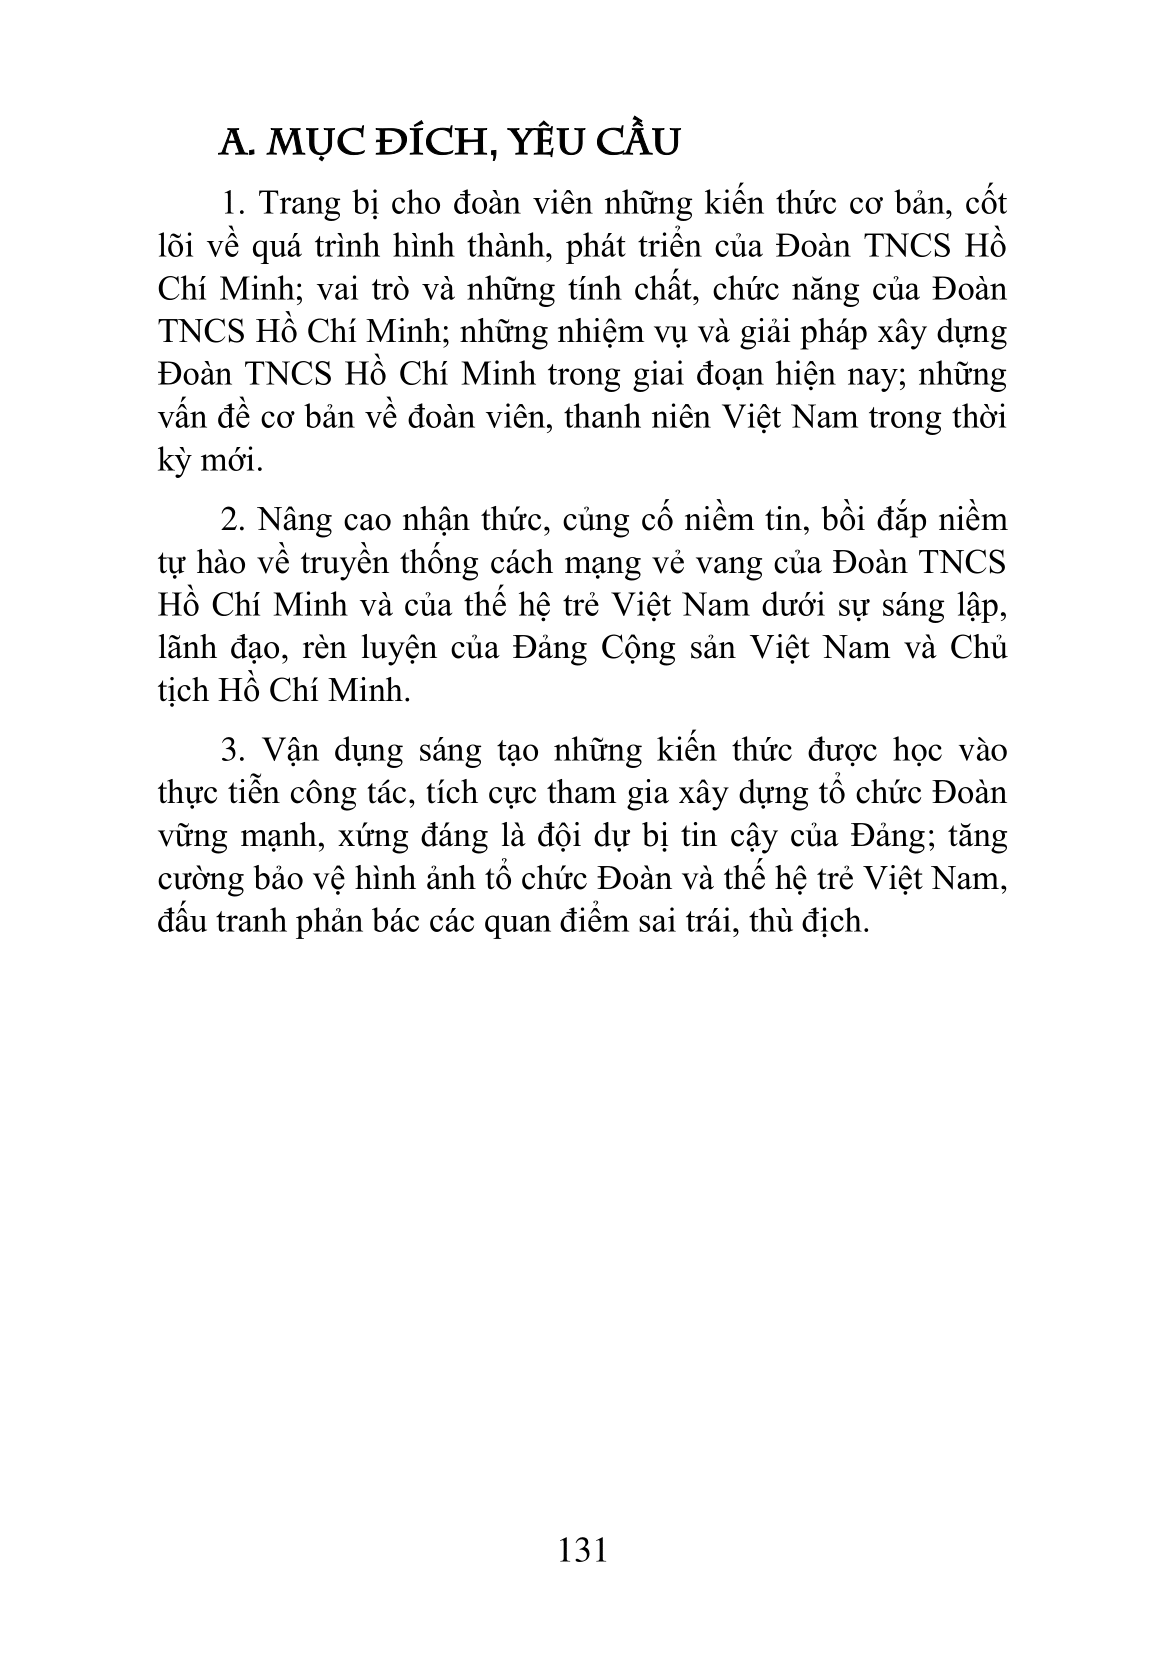 A. MỤC ĐÍCH, YÊU CẦU
1. Trang bị cho đoàn viên những kiến thức cơ bản, cốt
lõi về quá trình hình thành, phát triển của Đoàn TNCS Hồ
Chí Minh; vai trò và những tính chất, chức năng của Đoàn
TNCS Hồ Chí Minh; những nhiệm vụ và giải pháp xây dựng
Đoàn TNCS Hồ Chí Minh trong giai đoạn hiện nay; những
vấn đề cơ bản về đoàn viên, thanh niên Việt Nam trong thời
kỳ mới.
2. Nâng cao nhận thức, củng cố niềm tin, bồi đắp niềm
tự hào về truyền thống cách mạng vẻ vang của Đoàn TNCS
Hồ Chí Minh và của thế hệ trẻ Việt Nam dưới sự sáng lập,
lãnh đạo, rèn luyện của Đảng Cộng sản Việt Nam và Chủ
tịch Hồ Chí Minh.
3. Vận dụng sáng tạo những kiến thức được học vào
thực tiễn công tác, tích cực tham gia xây dựng tổ chức Đoàn
vững mạnh, xứng đáng là đội dự bị tin cậy của Đảng; tăng
cường bảo vệ hình ảnh tổ chức Đoàn và thế hệ trẻ Việt Nam,
đấu tranh phản bác các quan điểm sai trái, thù địch.
131